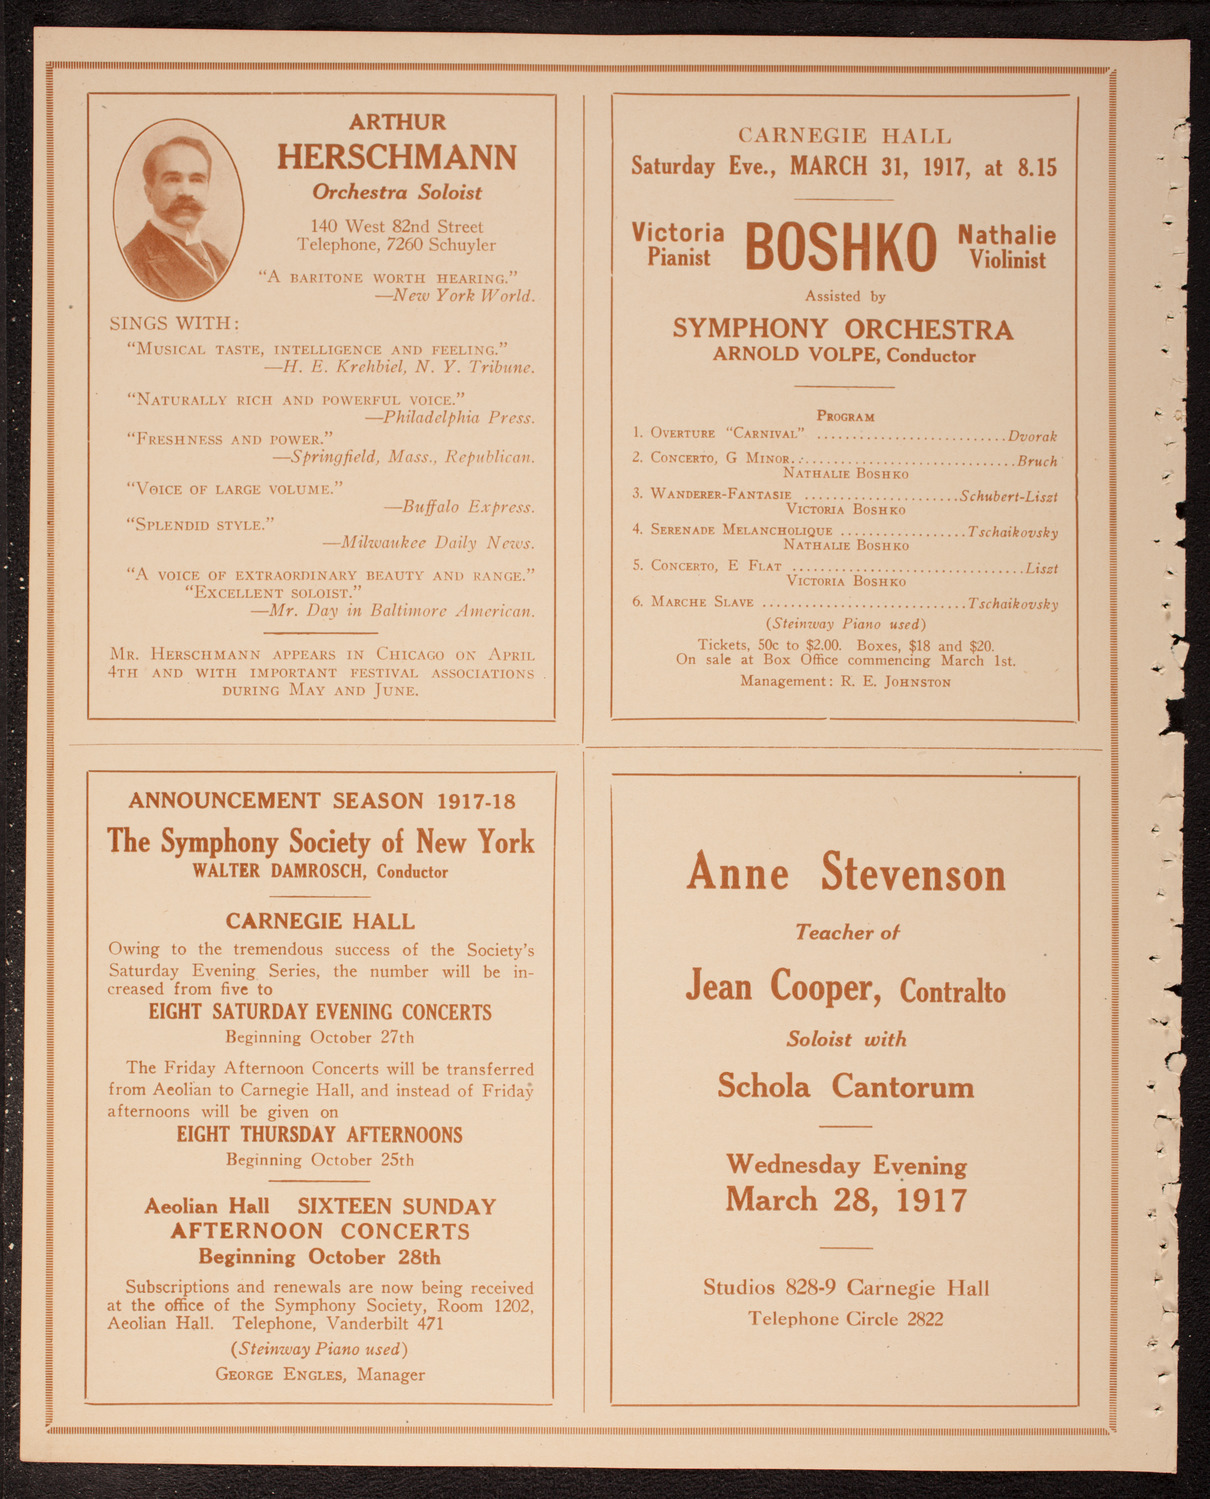 ARTHUR
HERSCHMANN
Orchestra Soloist
140 West 82nd Street
Telephone, 7260 Schuyler
“A BARITONE WORTH HEARING.”
—New York World.
SINGS WITH:
“MUSICAL TASTE, INTELLIGENCE AND FEELING.”
—H. E. Krehbiel, N. Y. Tribune.
“NATURALLY RICH AND POWERFUL VOICE.”
—Philadelphia Press.
“FRESHNESS AND POWER.”
—Springfield, Mass., Republican.
“VOICE OF LARGE VOLUME.”
—Buffalo Express.
“SPLENDID STYLE.”
—Milwaukee Daily News.
“A VOICE OF EXTRAORDINARY BEAUTY AND RANGE.”
“EXCELLENT SOLOIST.”
—Mr. Day in Baltimore American.
MR. HERSCHMANN APPEARS IN CHICAGO ON APRIL
4TH AND WITH IMPORTANT FESTIVAL ASSOCIATIONS
DURING MAY AND JUNE.
CARNEGIE HALL
Saturday Eve., MARCH 31, 1917, at 8.15
Victoria BOSHKO Nathalie
Pianist Violinist
Assisted by
SYMPHONY ORCHESTRA
ARNOLD VOLPE, Conductor
PROGRAM
1. OVERTURE “CARNIVAL” ..........................Dvorak
2. CONCERTO, G MINOR................................Bruch
NATHALIE BOSHKO
3. WANDERER-FANTASIE ......................Schubert-Liszt
VICTORIA BOSHKO
4. SERENADE MELANCHOLIQUE ..................Tschaikovsky
NATHALIE BOSHKO
5. CONCERTO, E FLAT .................................Liszt
VICTORIA BOSHKO
6. MARCHE SLAVE .............................Tschaikovsky
(Steinway Piano used)
Tickets, 50c to $2.00. Boxes, $18 and $20.
On sale at Box Office commencing March 1st.
Management: R. E. JOHNSTON
ANNOUNCEMENT SEASON 1917-18
The Symphony Society of New York
WALTER DAMROSCH, Conductor
CARNEGIE HALL
Owing to the tremendous success of the Society’s
Saturday Evening Series, the number will be in-
creased from five to
EIGHT SATURDAY EVENING CONCERTS
Beginning October 27th
The Friday Afternoon Concerts will be transferred
from Aeolian to Carnegie Hall, and instead of Friday
afternoons will be given on
EIGHT THURSDAY AFTERNOONS
Beginning October 25th
Aeolian Hall SIXTEEN SUNDAY
AFTERNOON CONCERTS
Beginning October 28th
Subscriptions and renewals are now being received
at the office of the Symphony Society, Room 1202,
Aeolian Hall. Telephone, Vanderbilt 471
(Steinway Piano used)
GEORGE ENGLES, Manager
Anne Stevenson
Teacher of
Jean Cooper, Contralto
Soloist with
Schola Cantorum
Wednesday Evening
March 28, 1917
Studios 828-9 Carnegie Hall
Telephone Circle 2822